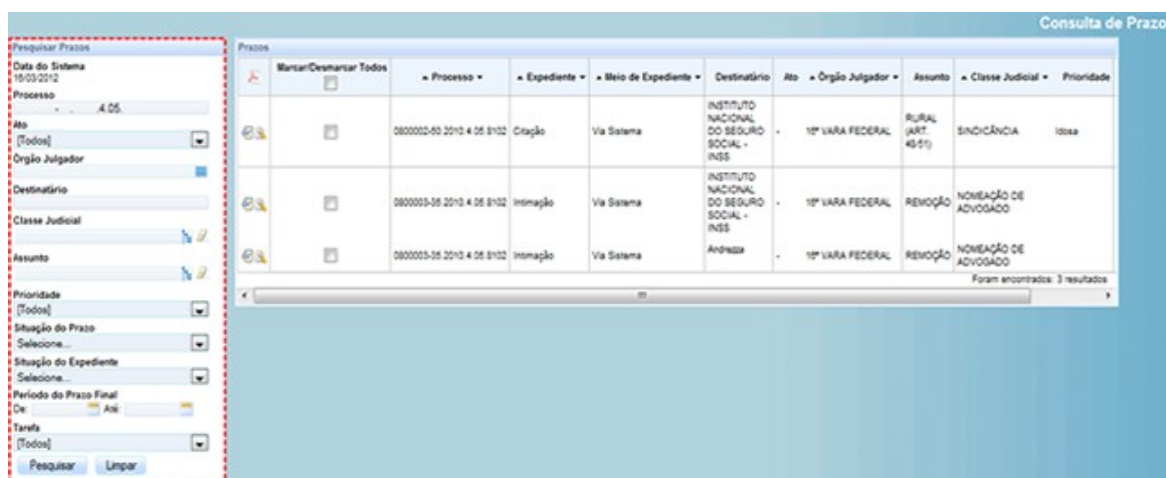 Consulta de Prazo
Pesquisar Prazos
Data do Sistema
16/03/2012
Processo
- . .4.05.
Ato
[Todos]
Órgão Julgador
Destinatário
Classe Judicial
Assunto
Prioridade
[Todos]
Situação do Prazo
Selecione...
Situação do Expediente
Selecione...
Período do Prazo Final
De: Até:
Tarefa
[Todos]
Pesquisar Limpar
Prazos
Marcar/Desmarcar Todos Processo Expediente Meio de Expediente Destinatário Ato Órgão Julgador Assunto Classe Judicial Prioridade
INSTITUTO
NACIONAL
DO SEGURO
SOCIAL -
INSS
0800002-50.2010.4.05.8102 Citação Via Sistema - 16ª VARA FEDERAL
RURAL
(ART.
48/51)
SINDICÂNCIA Idosa
INSTITUTO
NACIONAL
DO SEGURO
SOCIAL -
INSS
0800003-35.2010.4.05.8102 Intimação Via Sistema - 16ª VARA FEDERAL REMOÇÃO
NOMEAÇÃO DE
ADVOGADO
0800003-35.2010.4.05.8102 Intimação Via Sistema Andrezza - 16ª VARA FEDERAL REMOÇÃO
NOMEAÇÃO DE
ADVOGADO
Foram encontrados: 3 resultados